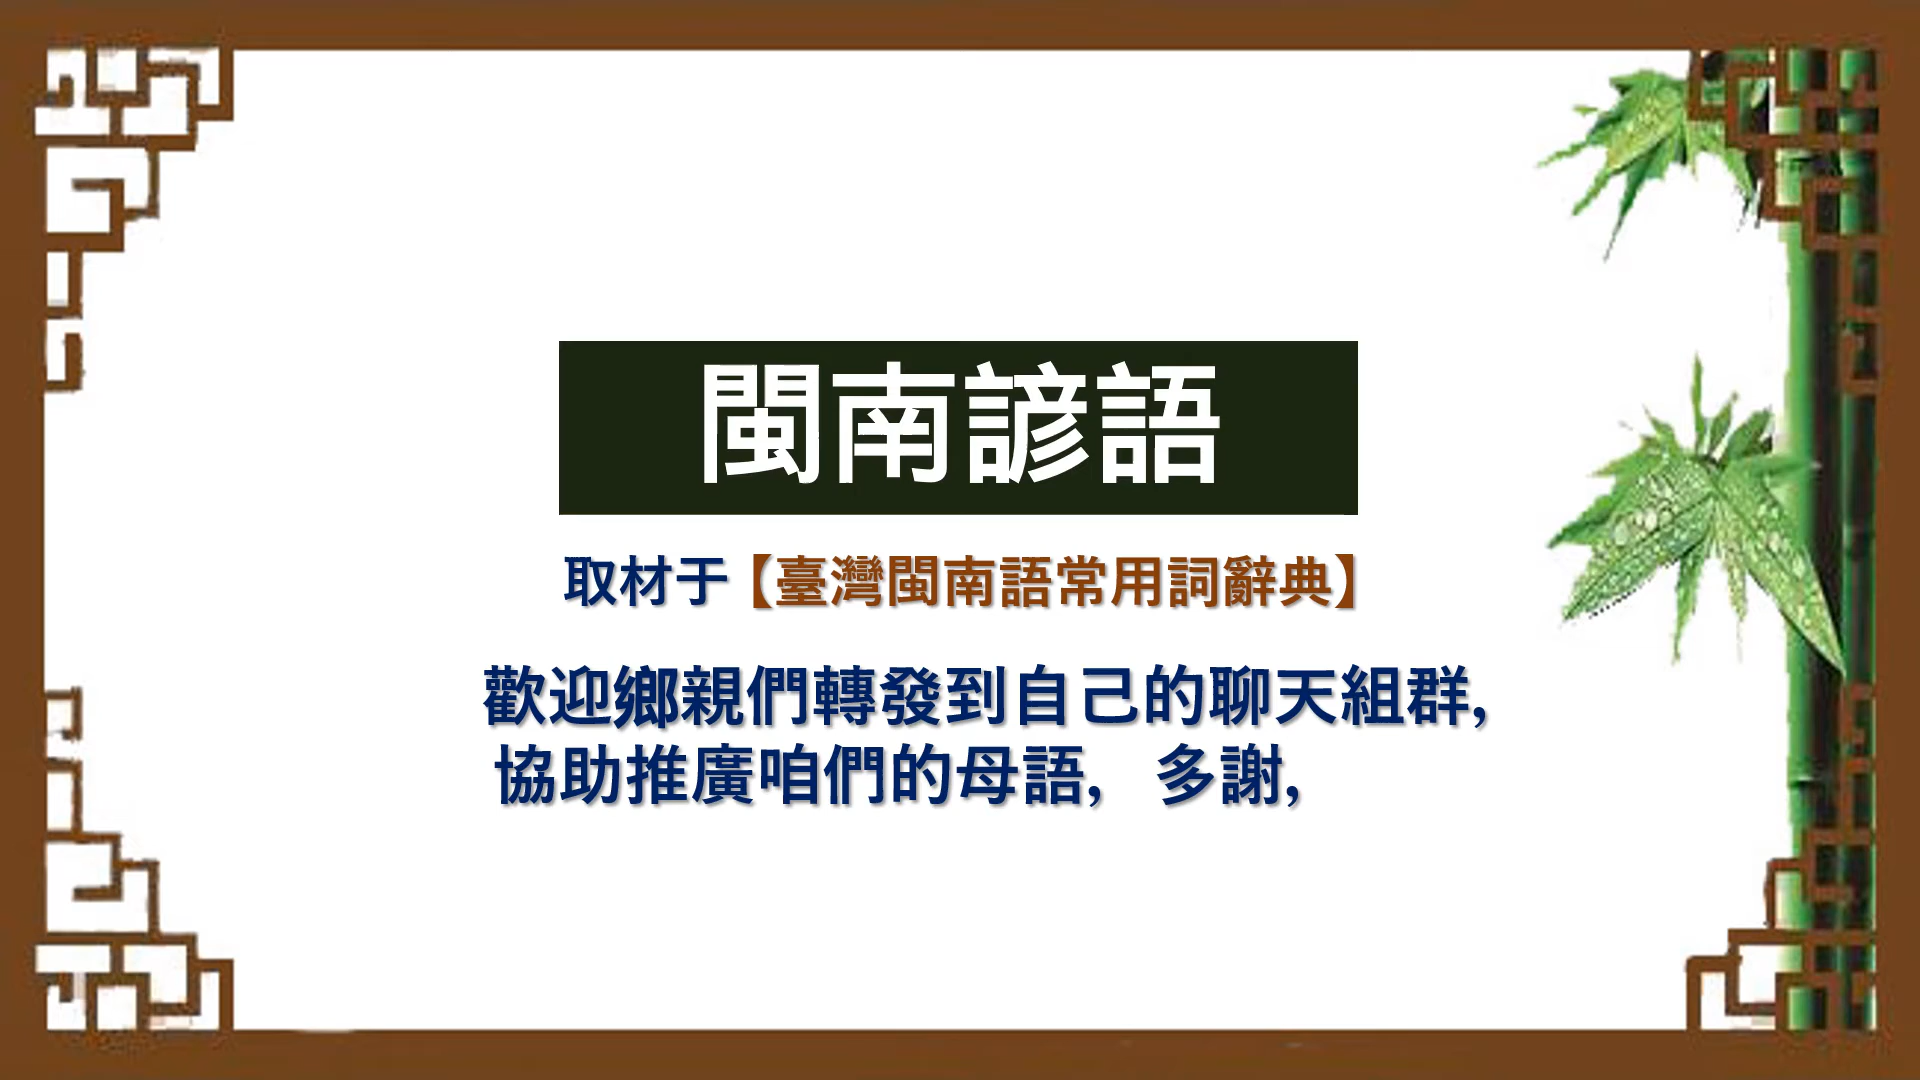 閩南諺語
取材于【臺灣閩南語常用詞辭典】
歡迎鄉親們轉發到自己的聊天組群,
協助推廣咱們的母語, 多謝,